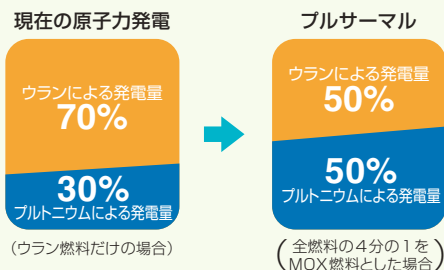 現在の原子力発電
ウランによる発電量
70%
30%
プルトニウムによる発電量
(ウラン燃料だけの場合)
プルサーマル
ウランによる発電量
50%
50%
プルトニウムによる発電量
(全燃料の4分の1を
MOX燃料とした場合)